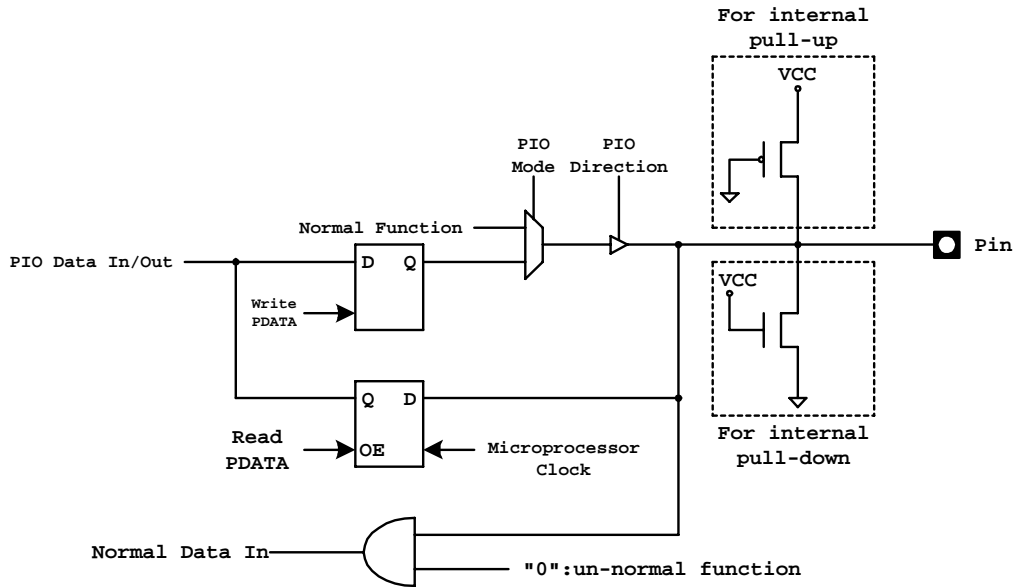 For internal
pull-up
VCC
PIO
Mode
PIO
Direction
Normal Function
PIO Data In/Out
D
Q
Pin
Write
PDATA
VCC
Q
D
OE
Read
PDATA
Microprocessor
Clock
For internal
pull-down
Normal Data In
"0":un-normal function